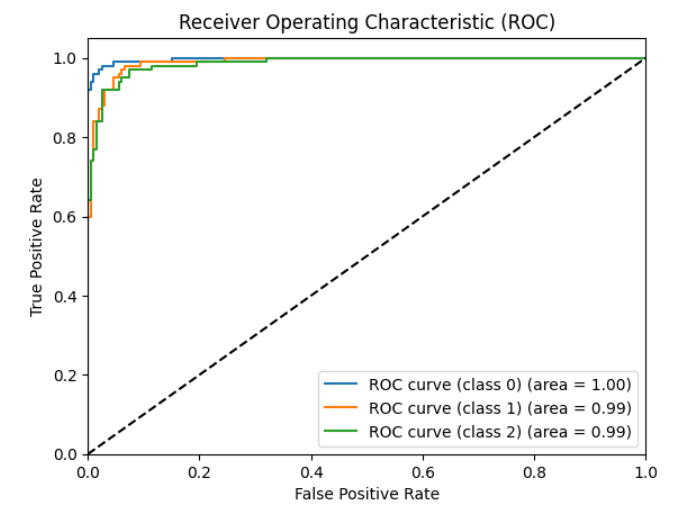 Receiver Operating Characteristic (ROC)
True Positive Rate
1.0
0.8
0.6
0.4
0.2
0.0
ROC curve (class 0) (area = 1.00)
ROC curve (class 1) (area = 0.99)
ROC curve (class 2) (area = 0.99)
0.0 0.2 0.4 0.6 0.8 1.0
False Positive Rate